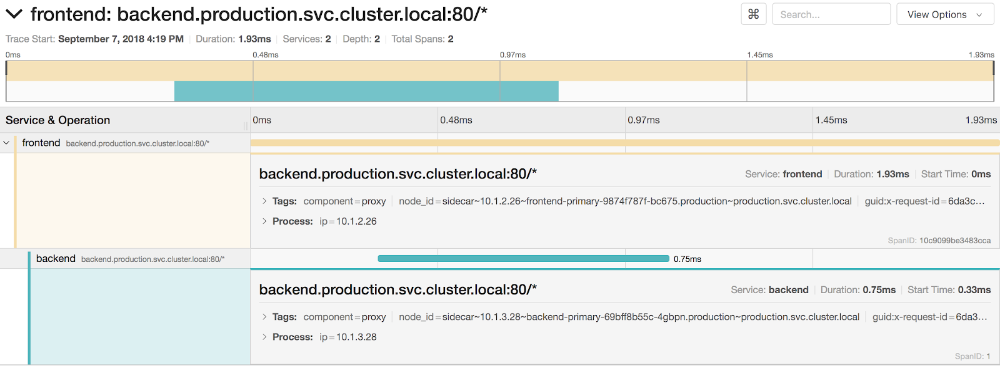 frontend: backend.production.svc.cluster.local:80/*
⌘ Search... View Options
Trace Start: September 7, 2018 4:19 PM Duration: 1.93ms Services: 2 Depth: 2 Total Spans: 2
0ms 0.48ms 0.97ms 1.45ms 1.93ms
Service & Operation 0ms 0.48ms 0.97ms 1.45ms 1.93ms
frontend backend.production.svc.cluster.local:80/*
backend.production.svc.cluster.local:80/* Service: frontend Duration: 1.93ms Start Time: 0ms
Tags: component=proxy node_id=sidecar~10.1.2.26~frontend-primary-9874f787f-bc675.production~production.svc.cluster.local guid:x-request-id=6da3c...
Process: ip=10.1.2.26
SpanID: 10c9099be3483cca
backend backend.production.svc.cluster.local:80/* 0.75ms
backend.production.svc.cluster.local:80/* Service: backend Duration: 0.75ms Start Time: 0.33ms
Tags: component=proxy node_id=sidecar~10.1.3.28~backend-primary-69bff8b55c-4gbpn.production~production.svc.cluster.local guid:x-request-id=6da3...
Process: ip=10.1.3.28
SpanID: 1